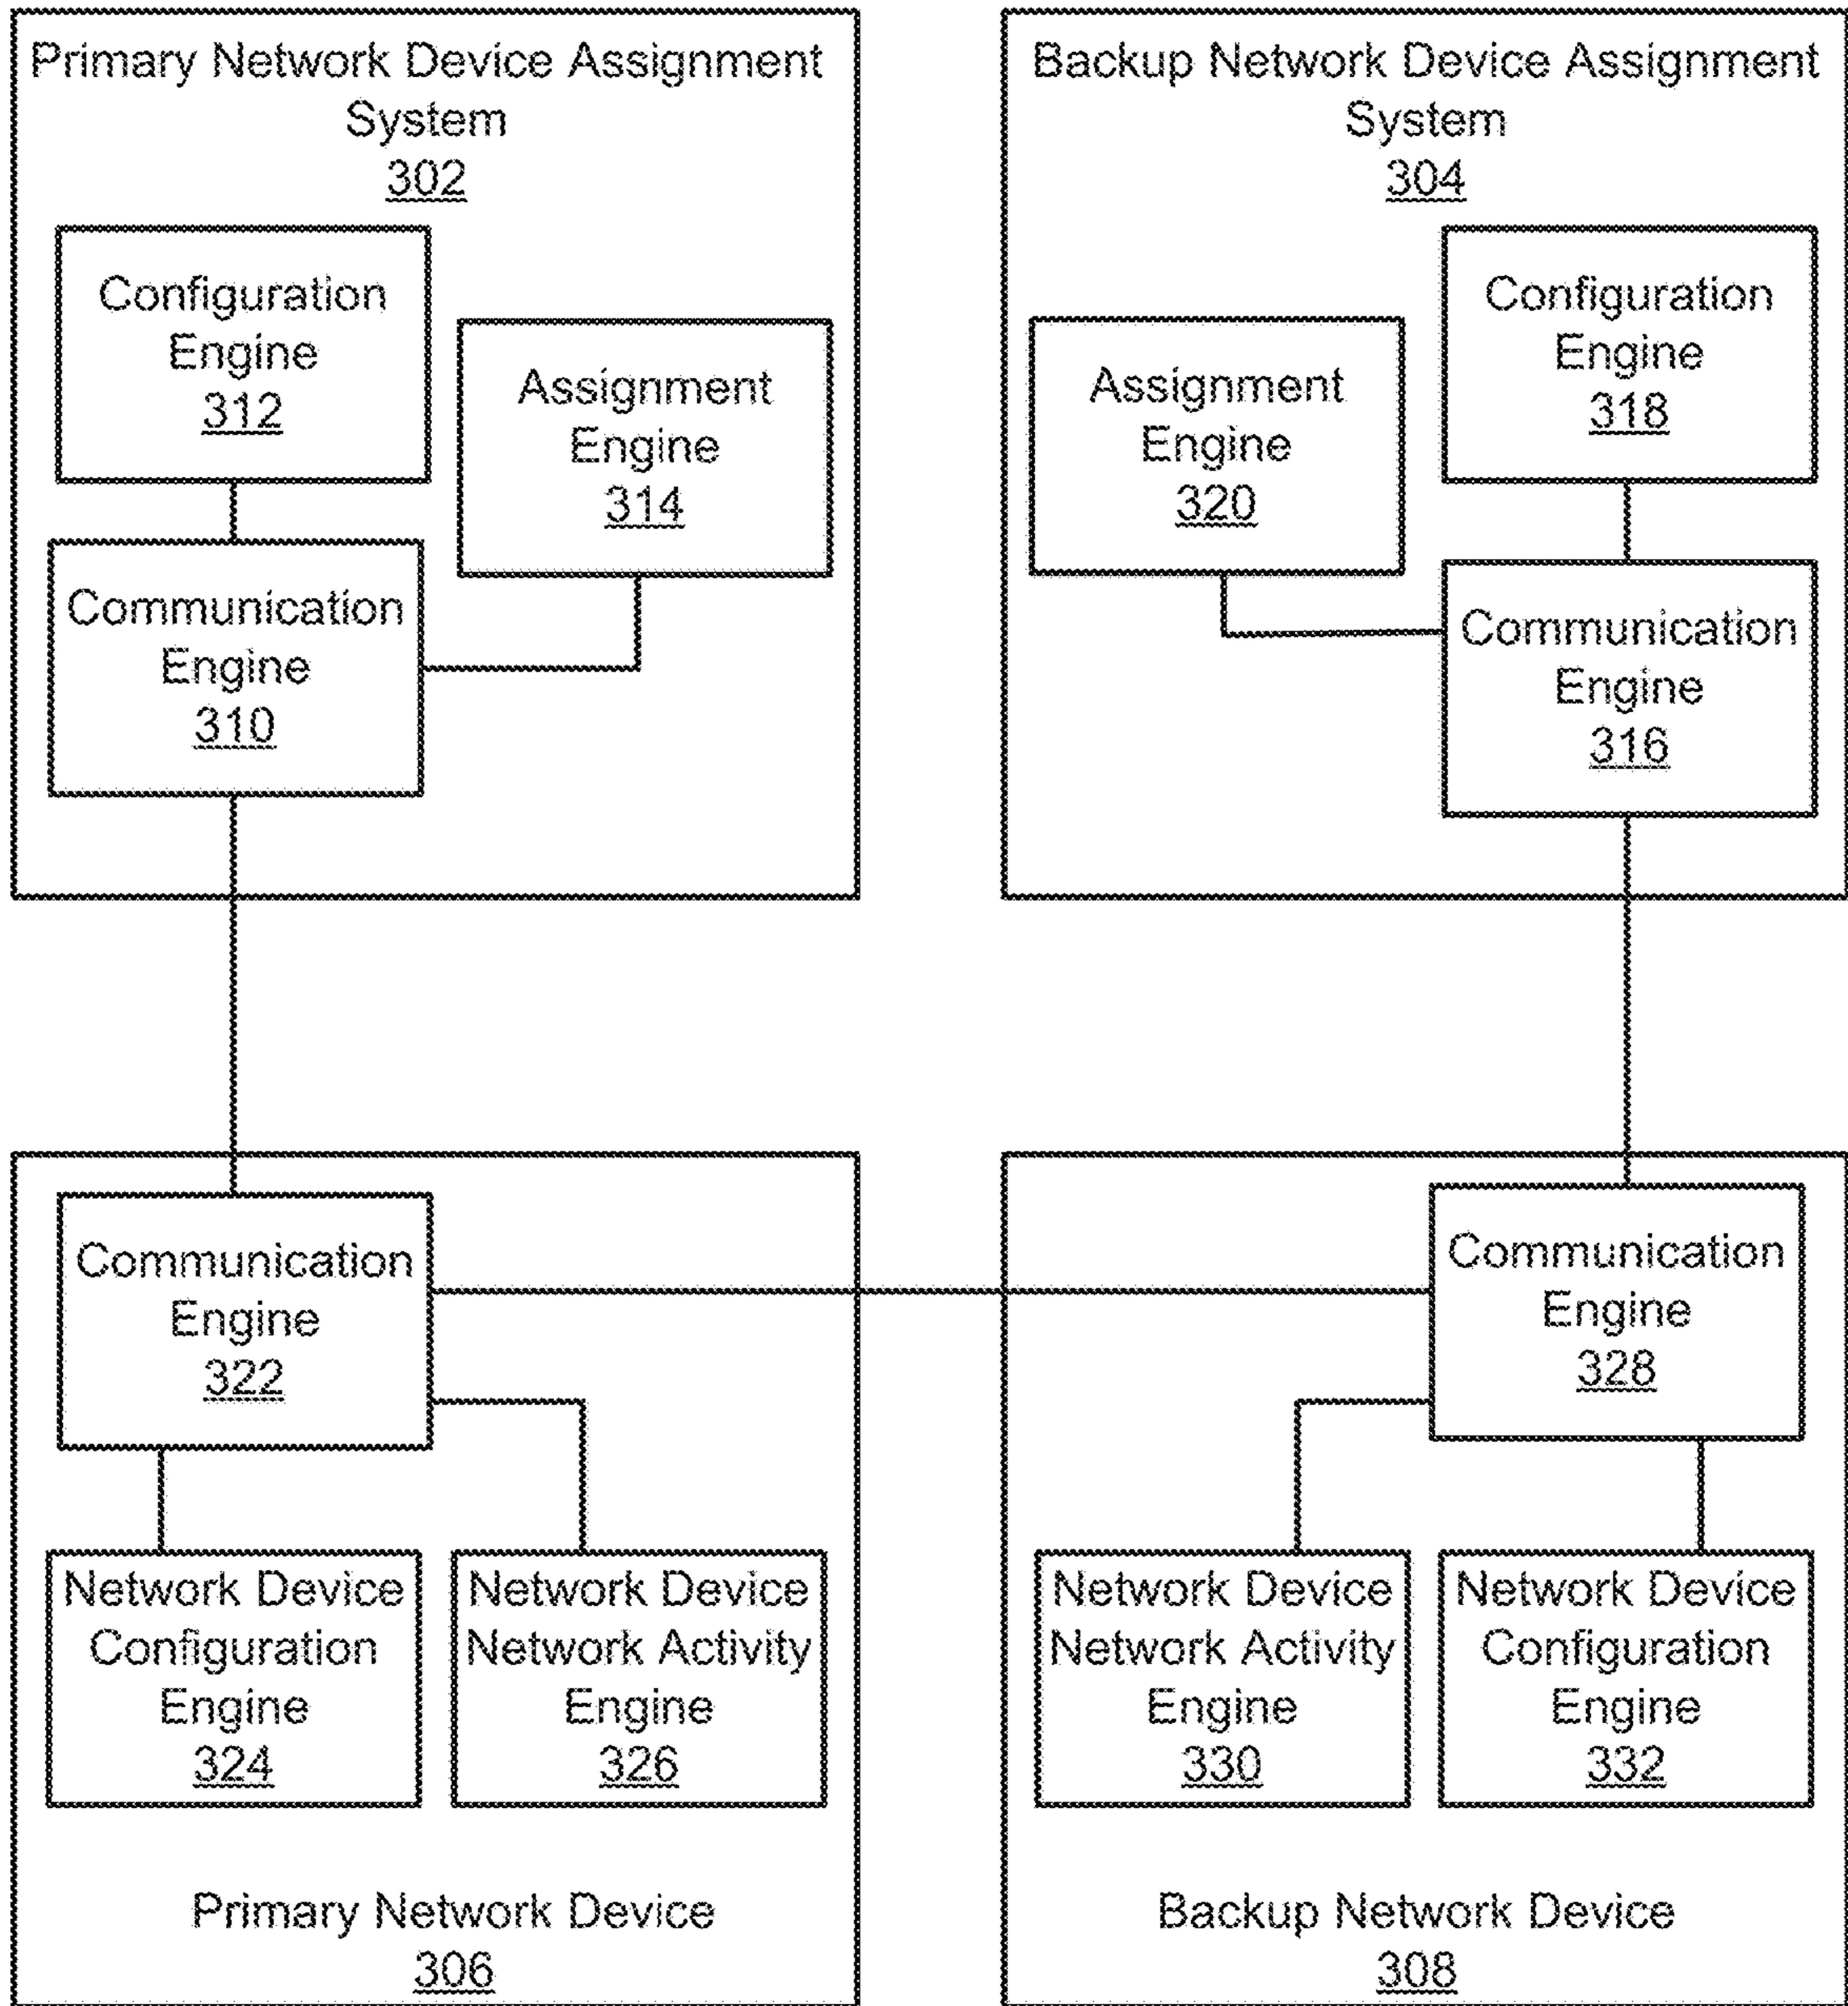 Primary Network Device Assignment
System
302
Configuration
Engine
312
Assignment
Engine
314
Communication
Engine
310
Backup Network Device Assignment
System
304
Configuration
Engine
318
Assignment
Engine
320
Communication
Engine
316
Communication
Engine
322
Network Device
Configuration
Engine
324
Network Device
Network Activity
Engine
326
Primary Network Device
306
Communication
Engine
328
Network Device
Network Activity
Engine
330
Network Device
Configuration
Engine
332
Backup Network Device
308